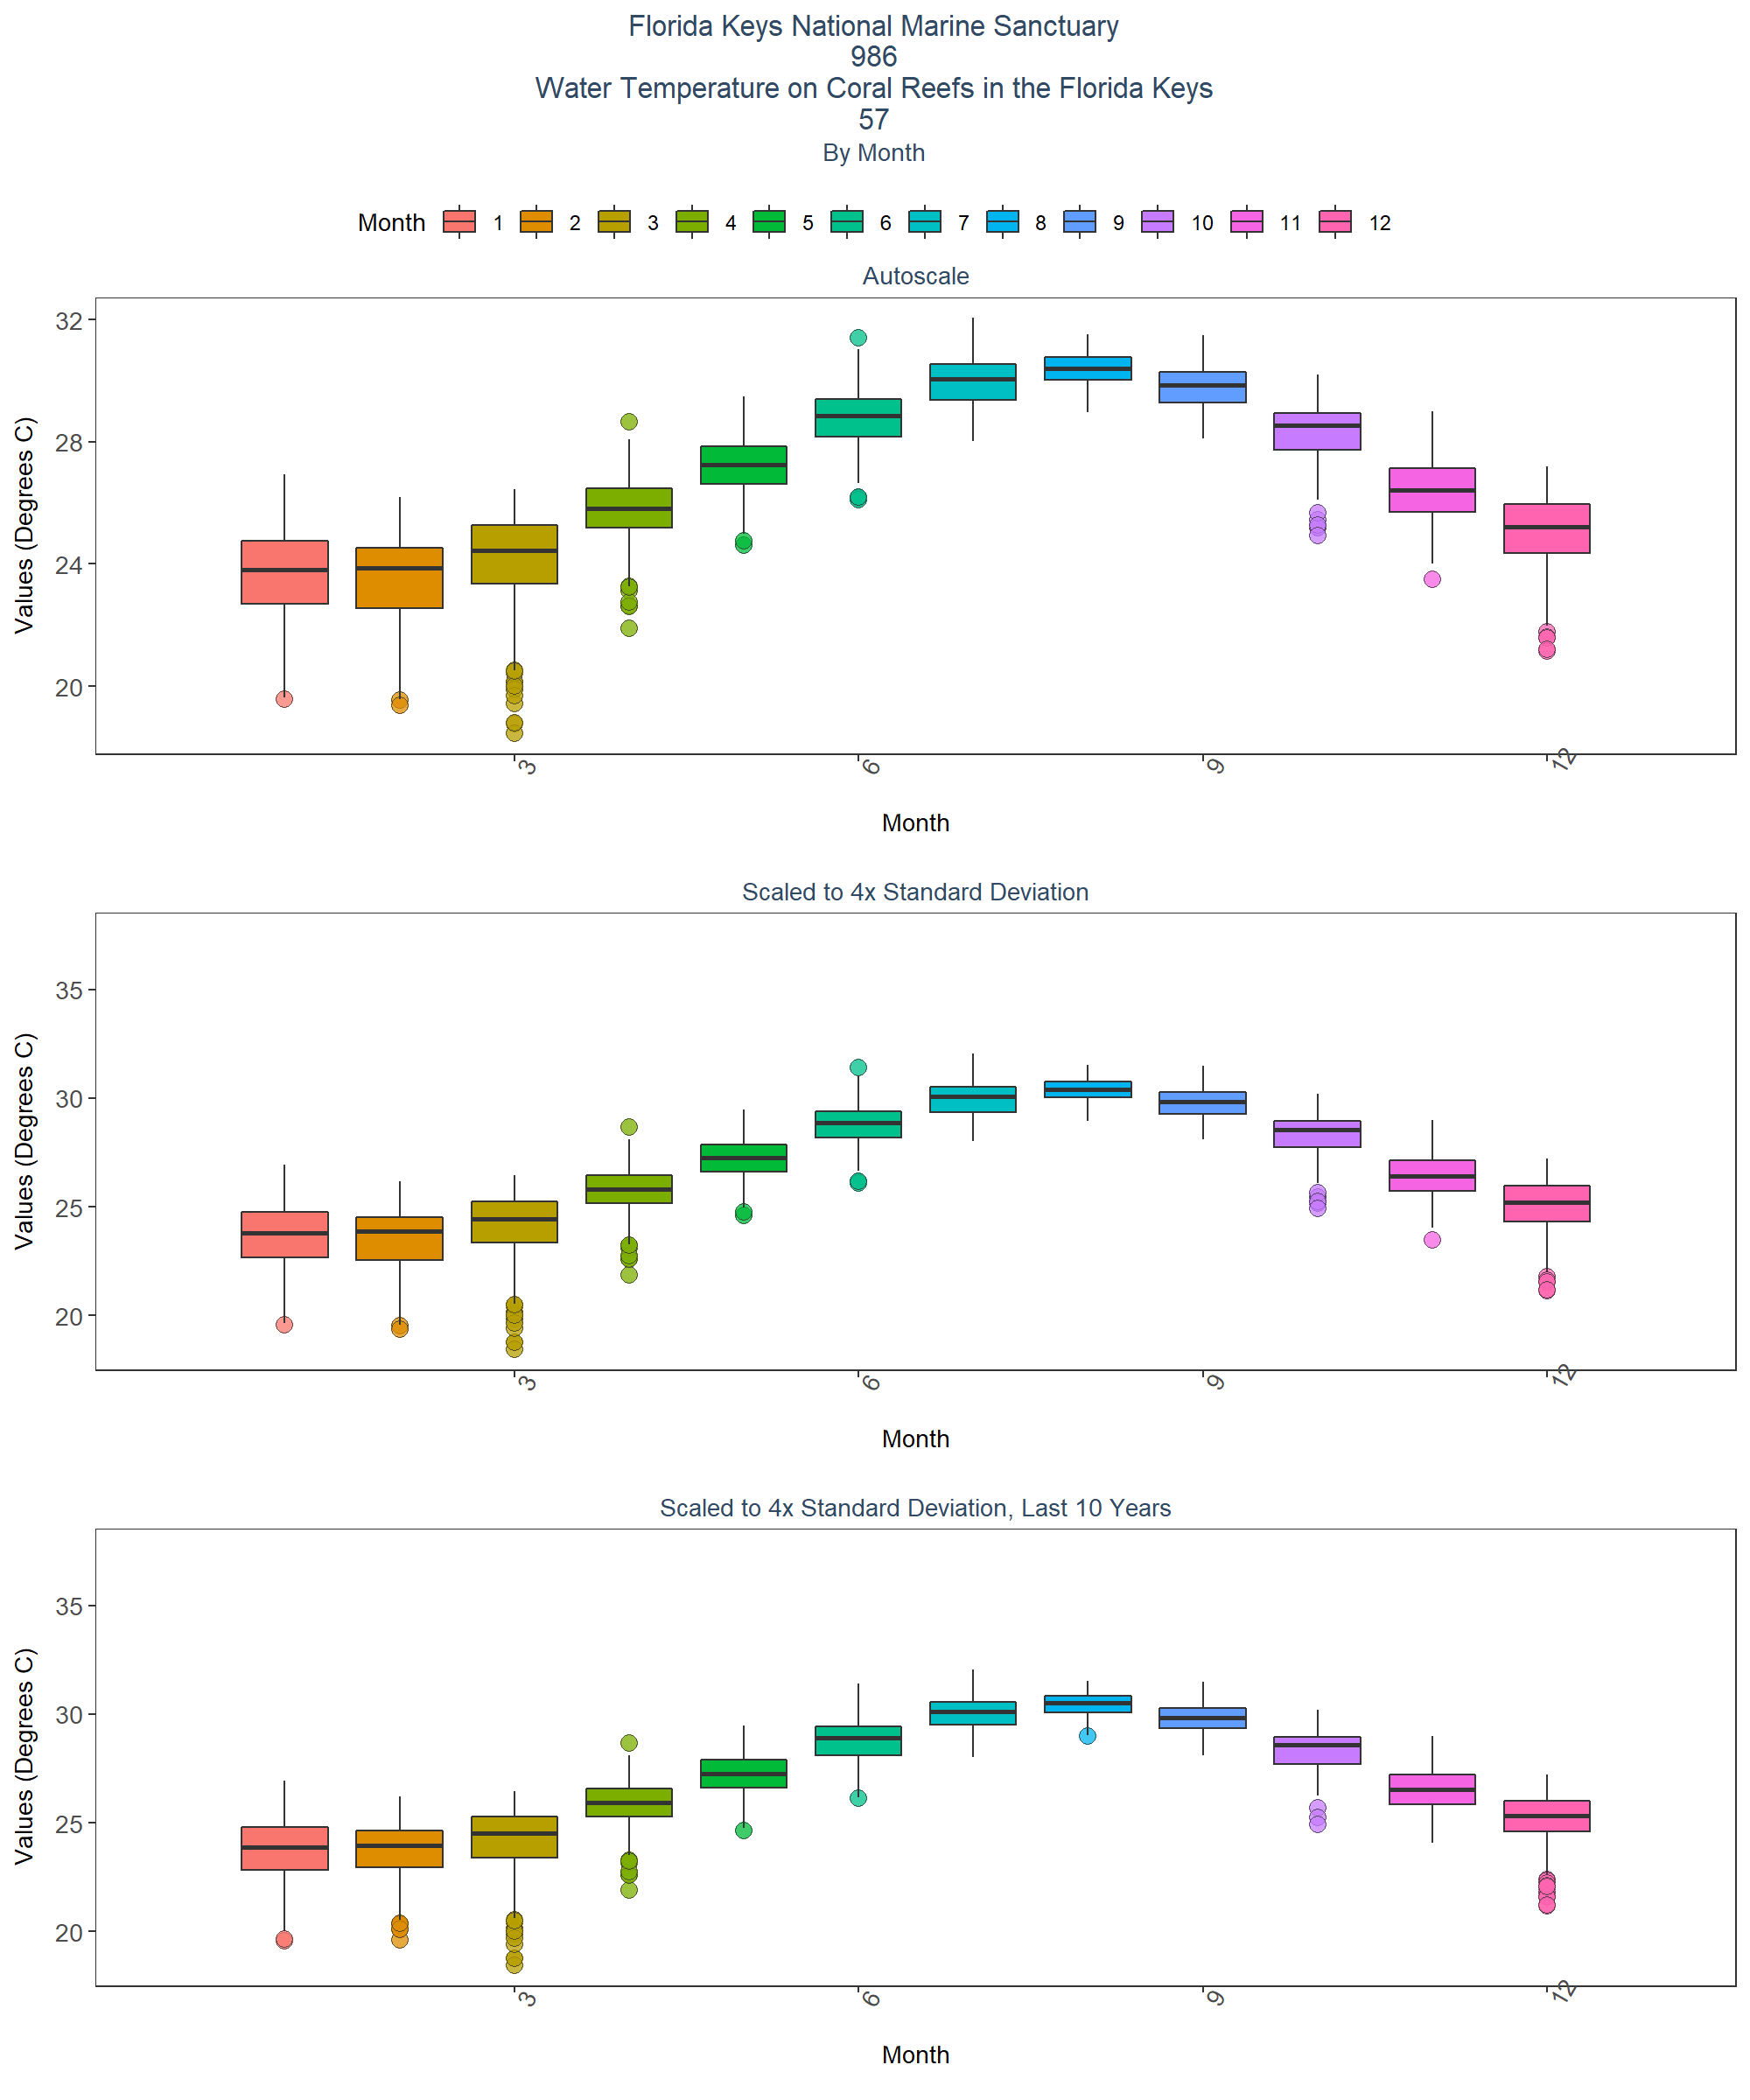 Florida Keys National Marine Sanctuary
986
Water Temperature on Coral Reefs in the Florida Keys
57
By Month
Month 1 2 3 4 5 6 7 8 9 10 11 12
Autoscale
Values (Degrees C)
32
28
24
20
3 6 9 12
Month
Scaled to 4x Standard Deviation
Values (Degrees C)
35
30
25
20
3 6 9 12
Month
Scaled to 4x Standard Deviation, Last 10 Years
Values (Degrees C)
35
30
25
20
3 6 9 12
Month